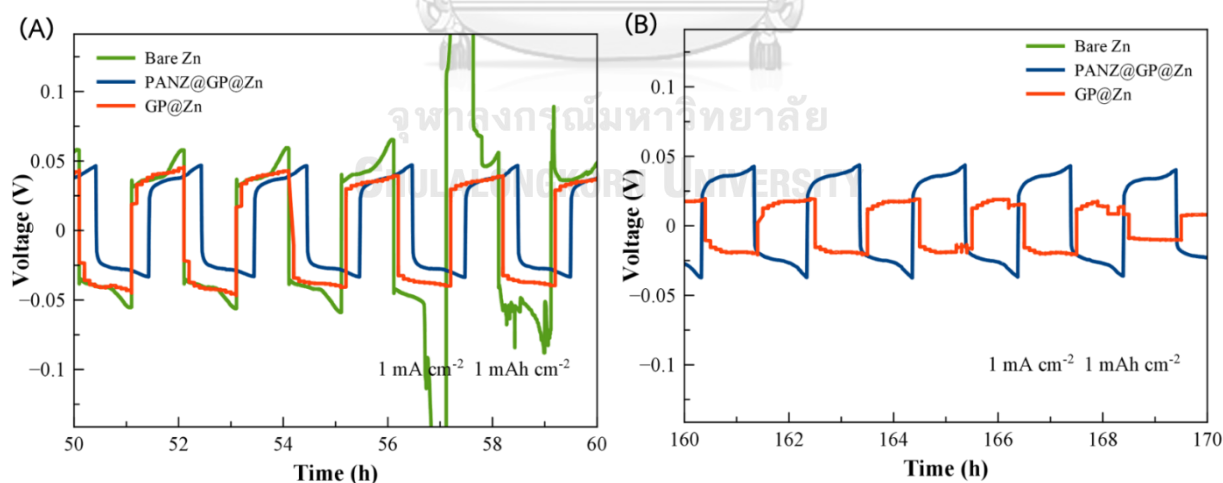 (A)
Bare Zn
PANZ@GP@Zn
GP@Zn
0.1
0.05
0
−0.05
−0.1
Voltage (V)
1 mA cm-2 1 mAh cm-2
50 52 54 56 58 60
Time (h)
(B)
Bare Zn
PANZ@GP@Zn
GP@Zn
0.1
0.05
0
−0.05
−0.1
Voltage (V)
1 mA cm-2 1 mAh cm-2
160 162 164 166 168 170
Time (h)
จุฬาลงกรณ์มหาวิทยาลัย
CHULALONGKORN UNIVERSITY